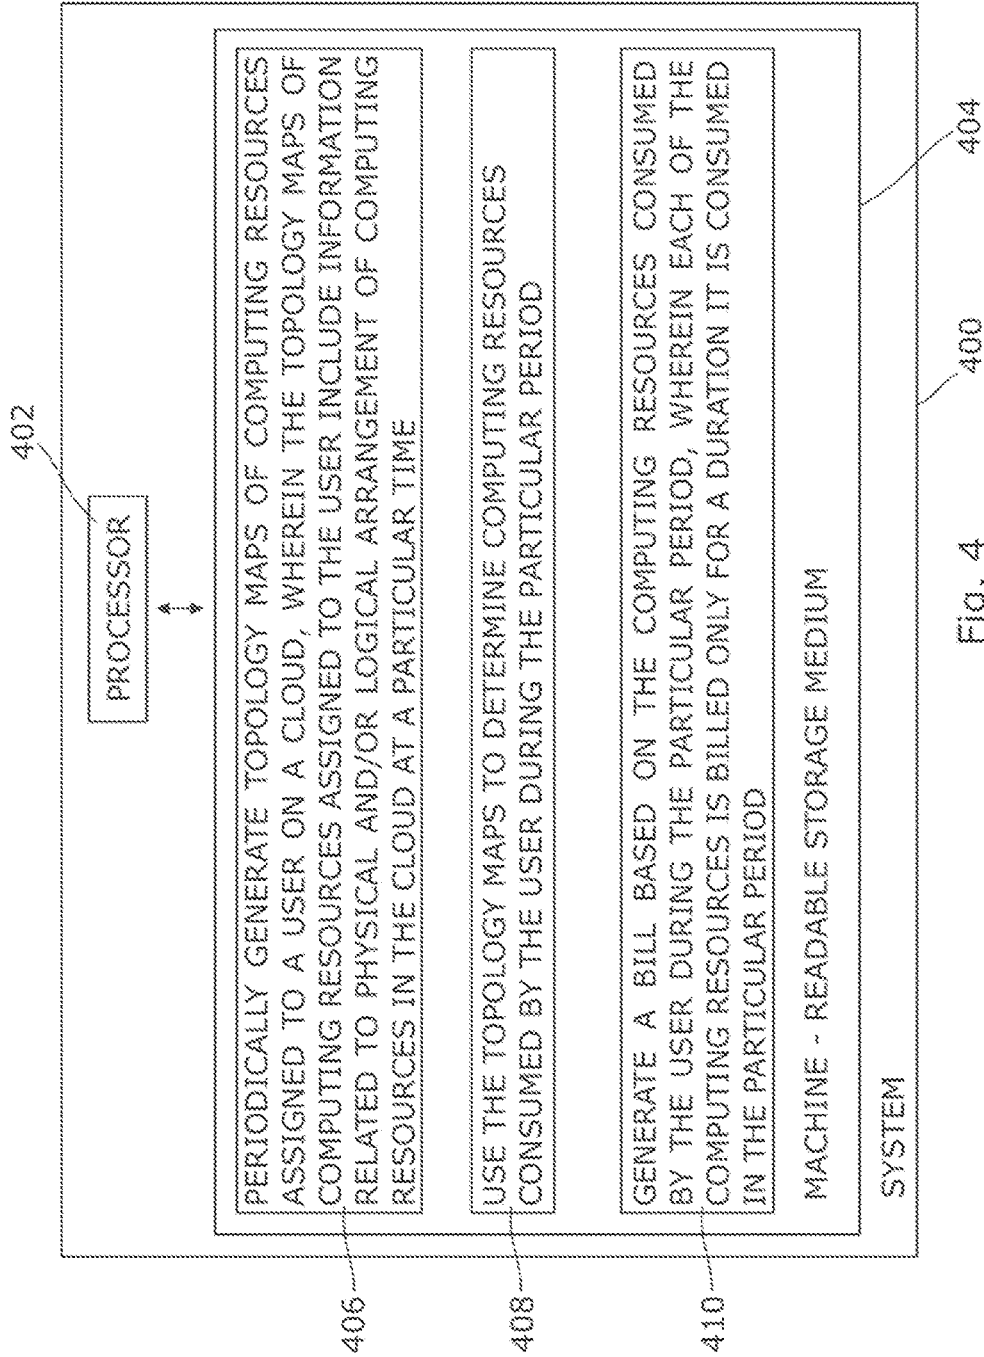 402
PROCESSOR
406
PERIODICALLY GENERATE TOPOLOGY MAPS OF COMPUTING RESOURCES
ASSIGNED TO A USER ON A CLOUD, WHEREIN THE TOPOLOGY MAPS OF
COMPUTING RESOURCES ASSIGNED TO THE USER INCLUDE INFORMATION
RELATED TO PHYSICAL AND/OR LOGICAL ARRANGEMENT OF COMPUTING
RESOURCES IN THE CLOUD AT A PARTICULAR TIME
408
USE THE TOPOLOGY MAPS TO DETERMINE COMPUTING RESOURCES
CONSUMED BY THE USER DURING THE PARTICULAR PERIOD
410
GENERATE A BILL BASED ON THE COMPUTING RESOURCES CONSUMED
BY THE USER DURING THE PARTICULAR PERIOD, WHEREIN EACH OF THE
COMPUTING RESOURCES IS BILLED ONLY FOR A DURATION IT IS CONSUMED
IN THE PARTICULAR PERIOD
MACHINE - READABLE STORAGE MEDIUM
404
SYSTEM
400
Fig. 4